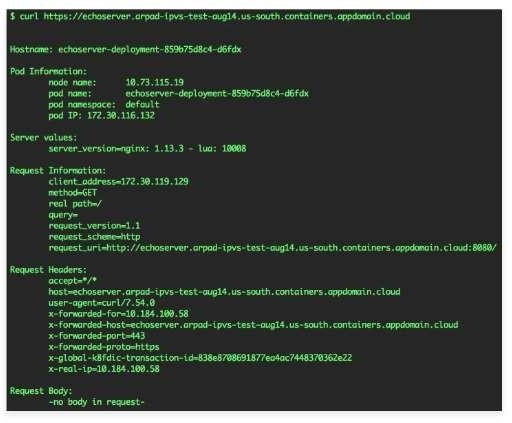 $ curl https://echoserver.arpad-ipvs-test-aug14.us-south.containers.appdomain.cloud
Hostname: echoserver-deployment-859b75d8c4-d6fdx
Pod Information:
node name: 10.73.115.19
pod name: echoserver-deployment-859b75d8c4-d6fdx
pod namespace: default
pod IP: 172.30.116.132
Server values:
server_version=nginx: 1.13.3 - lua: 10008
Request Information:
client_address=172.30.119.129
method=GET
real path=/
query=
request_version=1.1
request_scheme=http
request_uri=http://echoserver.arpad-ipvs-test-aug14.us-south.containers.appdomain.cloud:8080/
Request Headers:
accept=*/*
host=echoserver.arpad-ipvs-test-aug14.us-south.containers.appdomain.cloud
user-agent=curl/7.54.0
x-forwarded-for=10.184.100.58
x-forwarded-host=echoserver.arpad-ipvs-test-aug14.us-south.containers.appdomain.cloud
x-forwarded-port=443
x-forwarded-proto=https
x-global-k8fdic-transaction-id=838e8708691877ea4ac7448370362e22
x-real-ip=10.184.100.58
Request Body:
-no body in request-